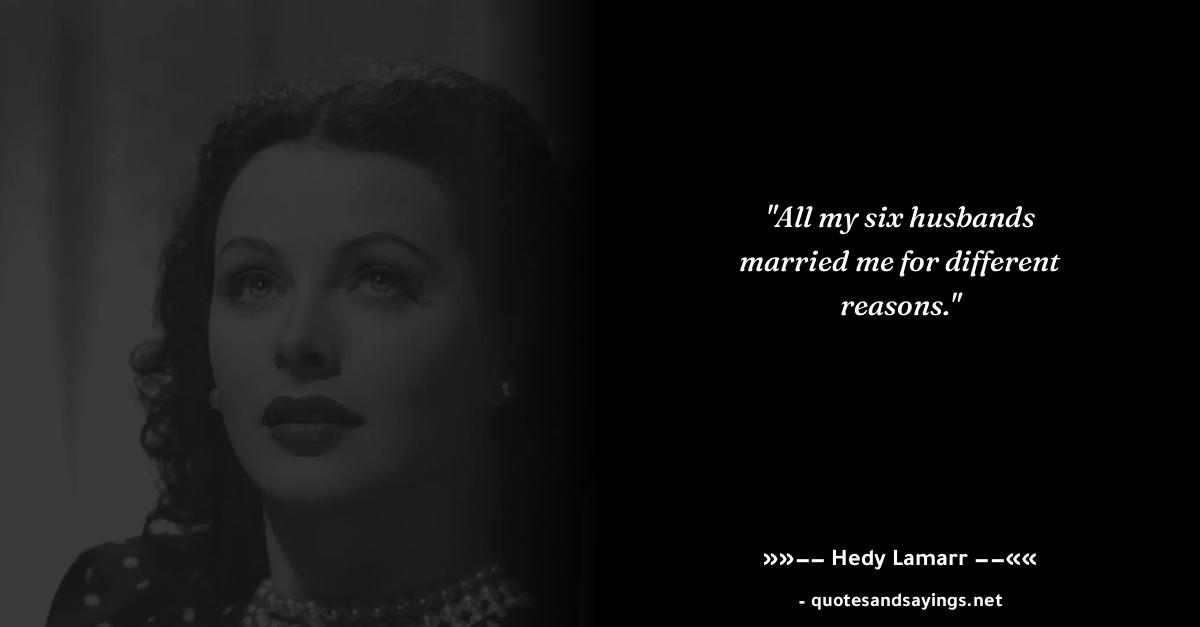 "All my six husbands
married me for different
reasons."
»»−− Hedy Lamarr −−««
- quotesandsayings.net